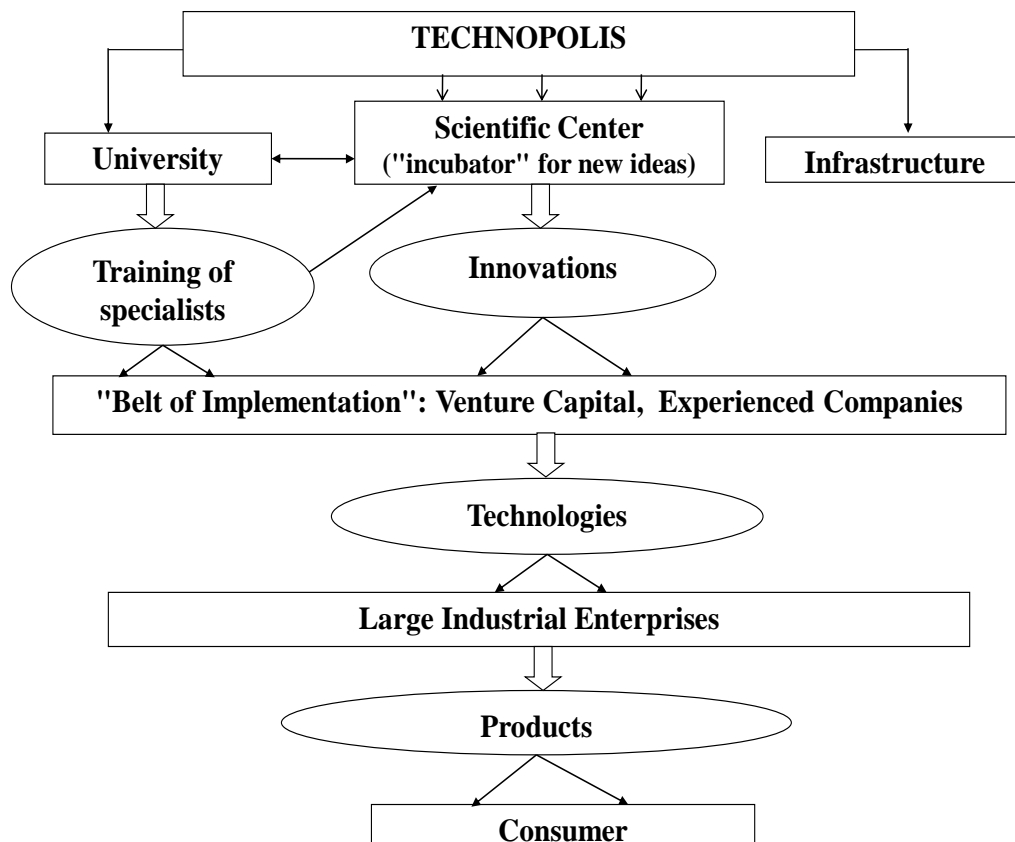 TECHNOPOLIS
Scientific Center
("incubator" for new ideas)
University
Infrastructure
Training of
specialists
Innovations
"Belt of Implementation": Venture Capital, Experienced Companies
Technologies
Large Industrial Enterprises
Products
Consumer